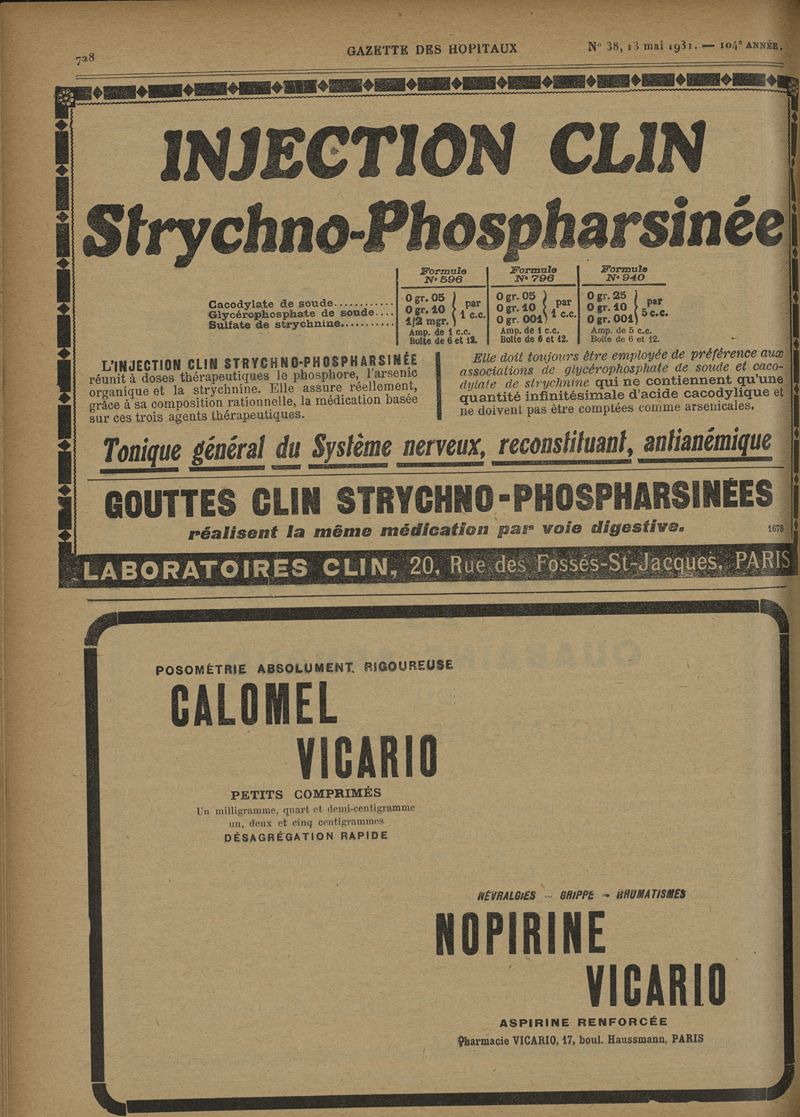 728
GAZETTE DES HOPITAUX
N° 38, 13 mai 1931. — 104e ANNÉE.
INJECTION CLIN
Strychno-Phospharsinée
Formule N° 596
Formule N° 796
Formule N° 940
Cacodylate de soude............ 0 gr. 05 0 gr. 05 0 gr. 25
Glycérophosphate de soude.... 0 gr. 10 par 1 c.c. 0 gr. 10 par 1 c.c. 0 gr. 10 par 5 c.c.
Sulfate de strychnine........... 1/2 mgr. 0 gr. 001 0 gr. 001
Amp. de 1 c.c. Amp. de 1 c.c. Amp. de 5 c.c.
Boîte de 6 et 12. Boîte de 6 et 12. Boîte de 6 et 12.
L'INJECTION CLIN STRYCHNO-PHOSPHARSINÉE
réunit à doses thérapeutiques le phosphore, l'arsenic
organique et la strychnine. Elle assure réellement,
grâce à sa composition rationnelle, la médication basée
sur ces trois agents thérapeutiques.
Elle doit toujours être employée de préférence aux
associations de glycérophosphate de soude et caco-
dylate de strychnine qui ne contiennent qu'une
quantité infinitésimale d'acide cacodylique et
ne doivent pas être comptées comme arsenicales.
Tonique général du Système nerveux, reconstituant, antianémique
GOUTTES CLIN STRYCHNO-PHOSPHARSINÉES
réalisent la même médication par voie digestive.
1678
LABORATOIRES CLIN, 20, Rue des Fossés-St-Jacques, PARIS
POSOMÉTRIE ABSOLUMENT RIGOUREUSE
CALOMEL
VICARIO
PETITS COMPRIMÉS
Un milligramme, quart et demi-centigramme
un, deux et cinq centigrammes
DÉSAGRÉGATION RAPIDE
NÉVRALGIES — GRIPPE — RHUMATISMES
NOPIRINE
VICARIO
ASPIRINE RENFORCÉE
Pharmacie VICARIO, 17, boul. Haussmann, PARIS